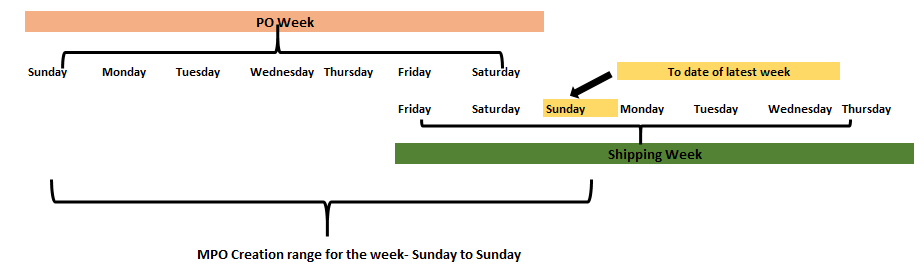 PO Week
Sunday Monday Tuesday Wednesday Thursday Friday Saturday
To date of latest week
Friday Saturday Sunday Monday Tuesday Wednesday Thursday
Shipping Week
MPO Creation range for the week- Sunday to Sunday